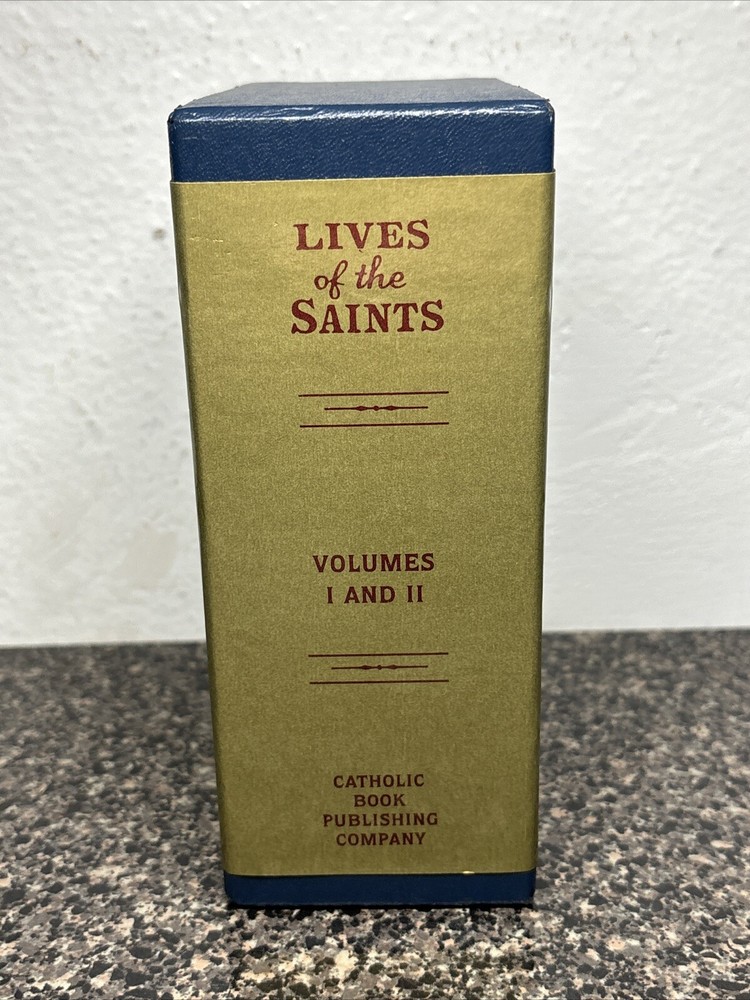 LIVES
of the
SAINTS
VOLUMES
I AND II
CATHOLIC
BOOK
PUBLISHING
COMPANY